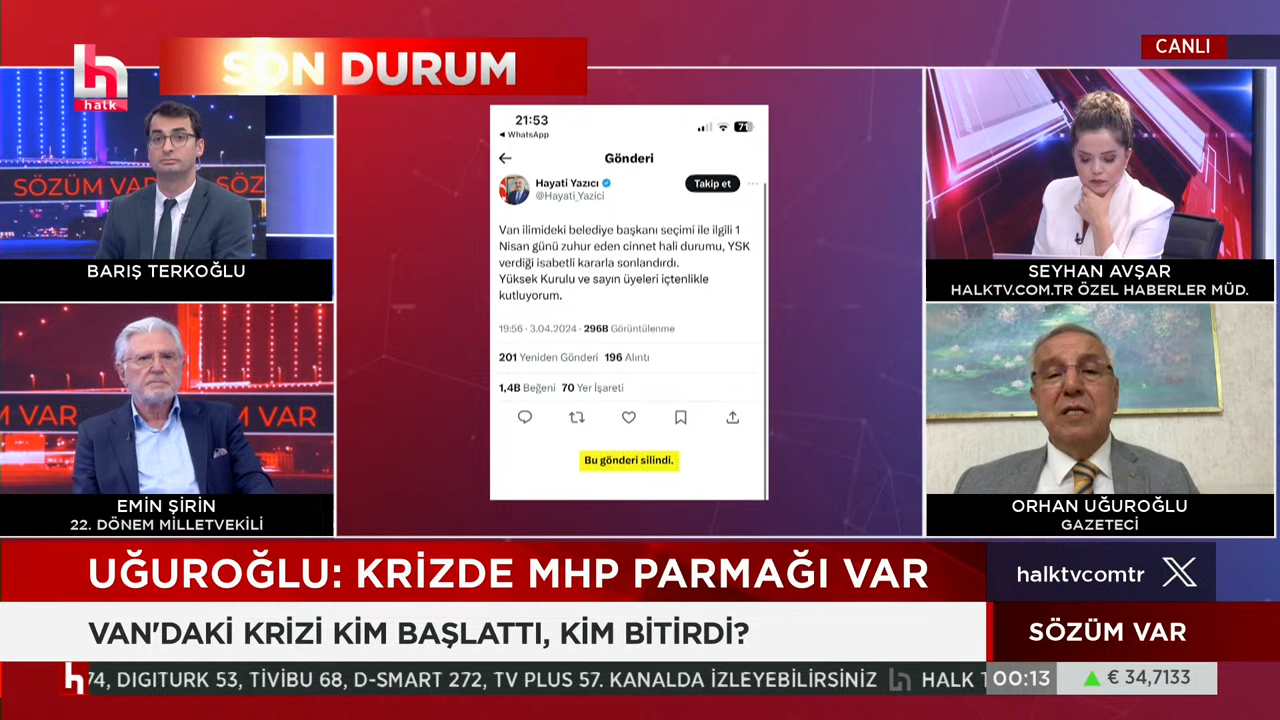 h
halk
SON DURUM
CANLI
SÖZÜM VAR
SÖZ
BARIŞ TERKOĞLU
M VAR
M VAR
EMİN ŞİRİN
22. DÖNEM MİLLETVEKİLİ
21:53
71
WhatsApp
Gönderi
Hayati Yazıcı
@Hayati_Yazici
Takip et
Van ilimideki belediye başkanı seçimi ile ilgili 1
Nisan günü zuhur eden cinnet hali durumu, YSK
verdiği isabetli kararla sonlandırdı.
Yüksek Kurulu ve sayın üyeleri içtenlikle
kutluyorum.
19:56 · 3.04.2024 · 296B Görüntülenme
201 Yeniden Gönderi 196 Alıntı
1,4B Beğeni 70 Yer İşareti
Bu gönderi silindi.
SEYHAN AVŞAR
HALKTV.COM.TR ÖZEL HABERLER MÜD.
ORHAN UĞUROĞLU
GAZETECİ
UĞUROĞLU: KRİZDE MHP PARMAĞI VAR
halktvcomtr X
VAN'DAKİ KRİZİ KİM BAŞLATTI, KİM BİTİRDİ?
SÖZÜM VAR
h 74, DIGITURK 53, TİVİBU 68, D-SMART 272, TV PLUS 57. KANALDA İZLEYEBİLİRSİNİZ h HALK T
00:13
€ 34,7133